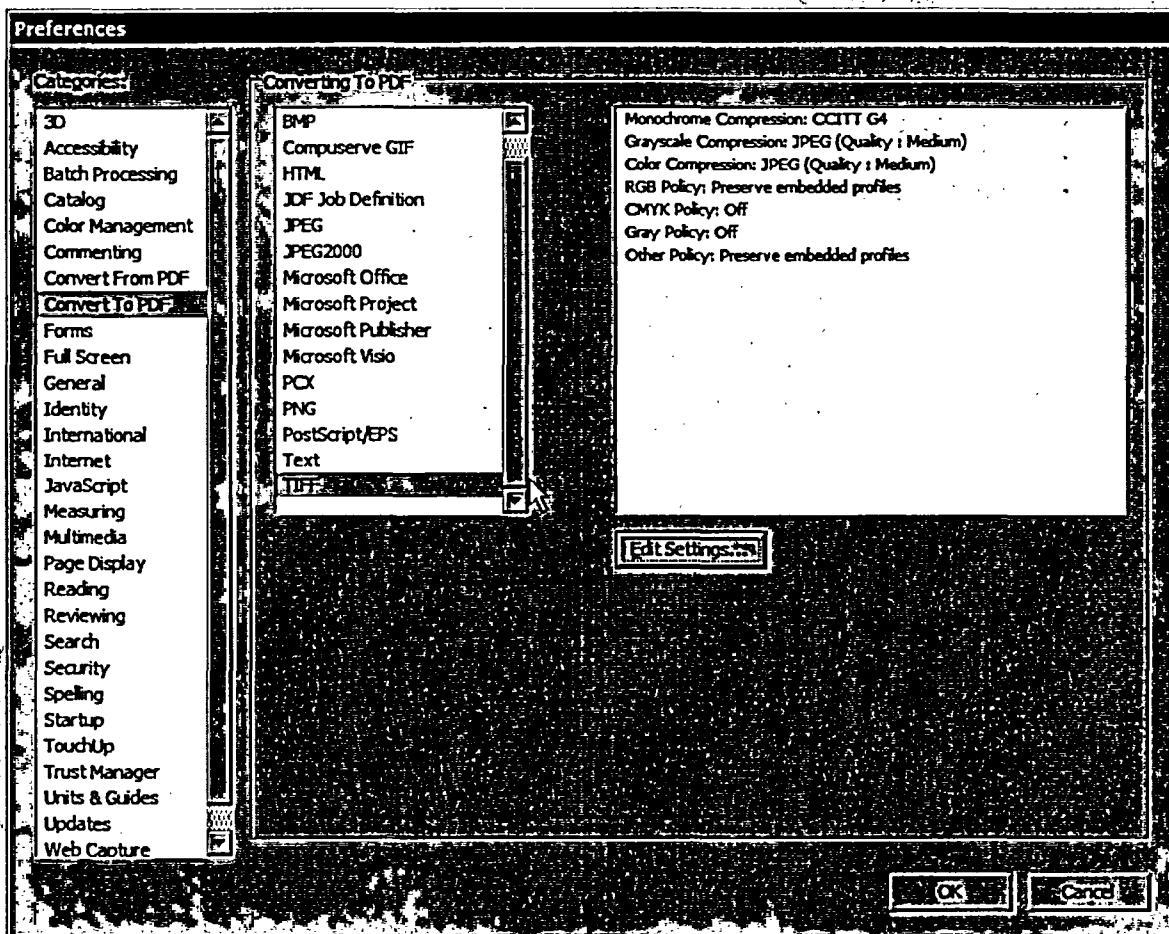 Preferences
Categories:
3D
Accessibility
Batch Processing
Catalog
Color Management
Commenting
Convert From PDF
Convert To PDF
Forms
Full Screen
General
Identity
International
Internet
JavaScript
Measuring
Multimedia
Page Display
Reading
Reviewing
Search
Security
Spelling
Startup
TouchUp
Trust Manager
Units & Guides
Updates
Web Capture
Converting To PDF
BMP
Compuserve GIF
HTML
JDF Job Definition
JPEG
JPEG2000
Microsoft Office
Microsoft Project
Microsoft Publisher
Microsoft Visio
PCX
PNG
PostScript/EPS
Text
TIFF
Monochrome Compression: CCITT G4
Grayscale Compression: JPEG (Quality : Medium)
Color Compression: JPEG (Quality : Medium)
RGB Policy: Preserve embedded profiles
CMYK Policy: Off
Gray Policy: Off
Other Policy: Preserve embedded profiles
Edit Settings...
OK
Cancel